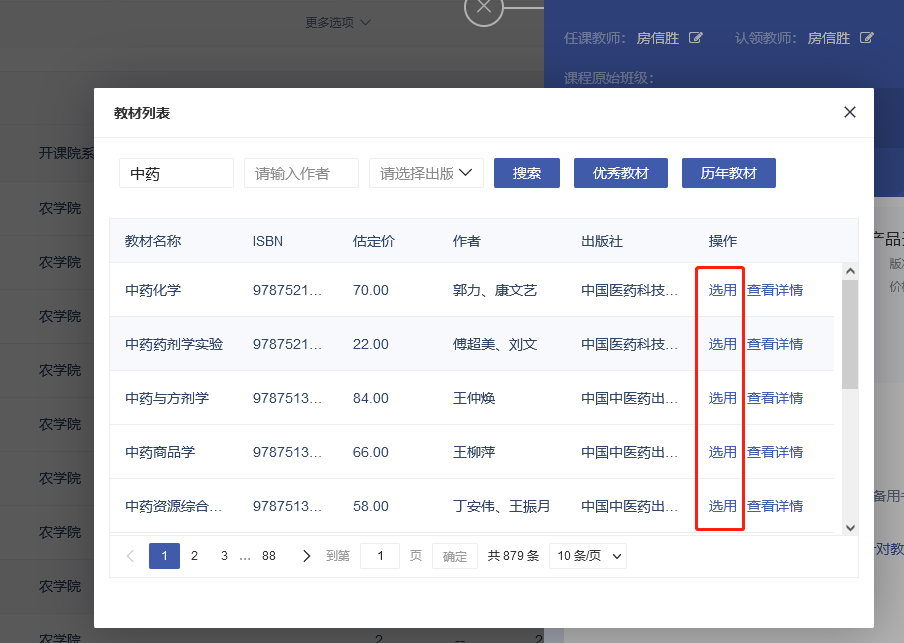 更多选项
任课教师： 房信胜 认领教师： 房信胜
课程原始班级：
教材列表
开课院系
中药 请输入作者 请选择出版 搜索 优秀教材 历年教材
农学院
教材名称 ISBN 估定价 作者 出版社 操作
农学院
版次
价格
中药化学 9787521... 70.00 郭力、康文艺 中国医药科技... 选用 查看详情
农学院
中药药剂学实验 9787521... 22.00 傅超美、刘文 中国医药科技... 选用 查看详情
农学院
中药与方剂学 9787513... 84.00 王仲焕 中国中医药出... 选用 查看详情
农学院
中药商品学 9787513... 66.00 王柳萍 中国中医药出... 选用 查看详情
农学院
备用书
中药资源综合... 9787513... 58.00 丁安伟、王振月 中国中医药出... 选用 查看详情
农学院
对教
1 2 3 ... 88 到第 1 页 确定 共 879 条 10 条/页
农学院
农学院 2 -- 2